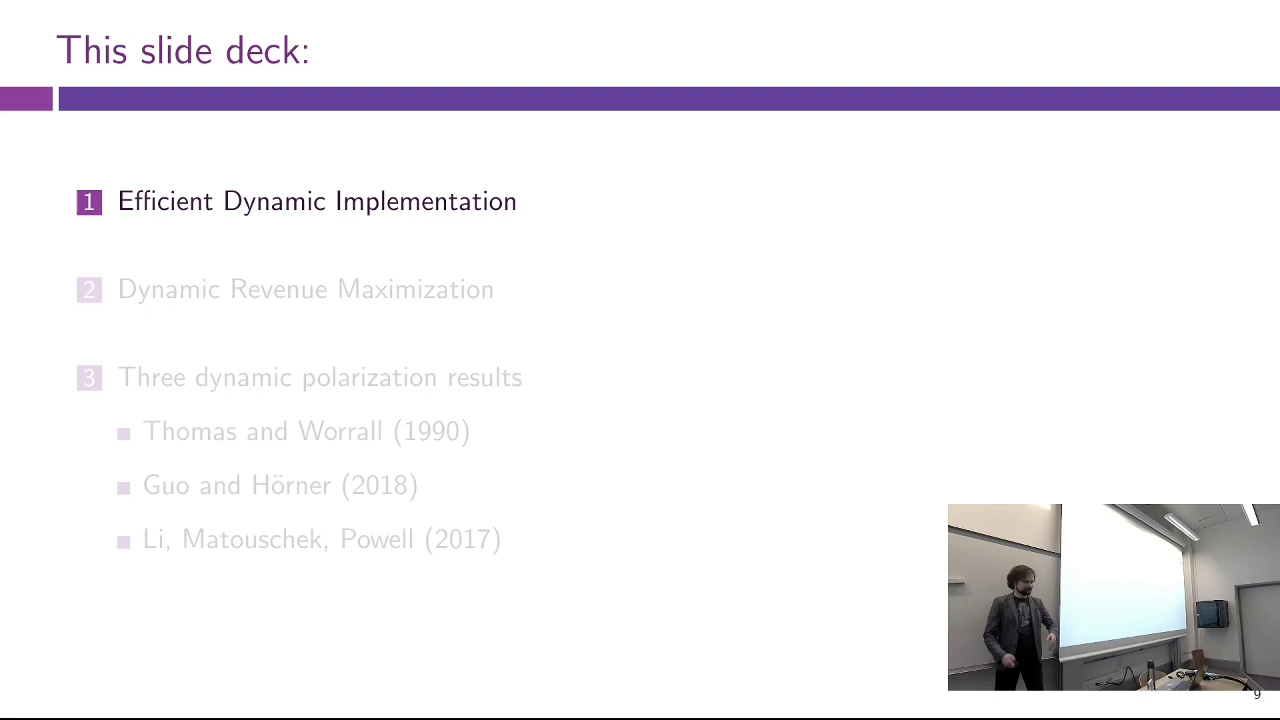 This slide deck:
1 Efficient Dynamic Implementation
2 Dynamic Revenue Maximization
3 Three dynamic polarization results
Thomas and Worrall (1990)
Guo and Hörner (2018)
Li, Matouschek, Powell (2017)
9